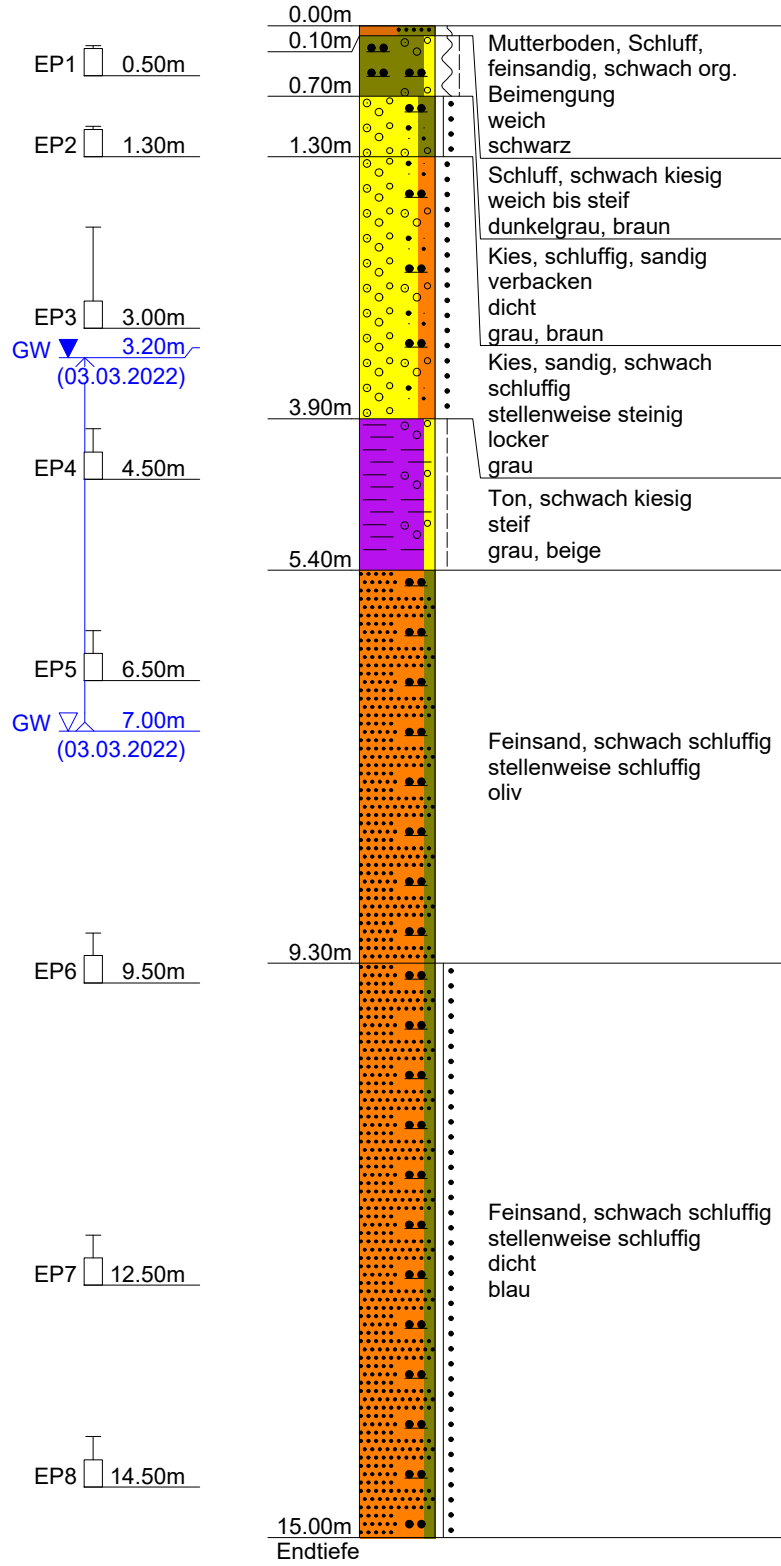 0.00m
0.10m
EP1 0.50m
0.70m
EP2 1.30m
1.30m
EP3 3.00m
GW 3.20m
(03.03.2022)
3.90m
EP4 4.50m
5.40m
EP5 6.50m
GW 7.00m
(03.03.2022)
9.30m
EP6 9.50m
EP7 12.50m
EP8 14.50m
15.00m
Endtiefe
Mutterboden, Schluff,
feinsandig, schwach org.
Beimengung
weich
schwarz
Schluff, schwach kiesig
weich bis steif
dunkelgrau, braun
Kies, schluffig, sandig
verbacken
dicht
grau, braun
Kies, sandig, schwach
schluffig
stellenweise steinig
locker
grau
Ton, schwach kiesig
steif
grau, beige
Feinsand, schwach schluffig
stellenweise schluffig
oliv
Feinsand, schwach schluffig
stellenweise schluffig
dicht
blau